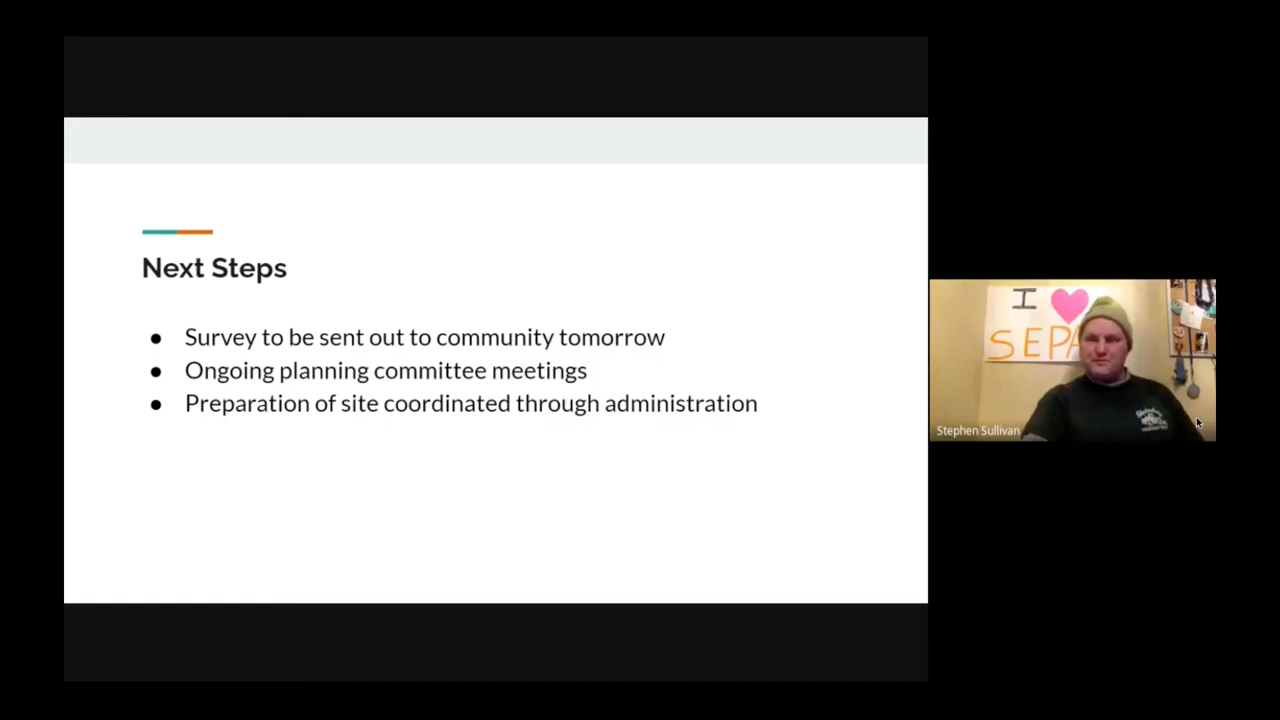 Next Steps
● Survey to be sent out to community tomorrow
● Ongoing planning committee meetings
● Preparation of site coordinated through administration
I
SEPA
Stephen Sullivan